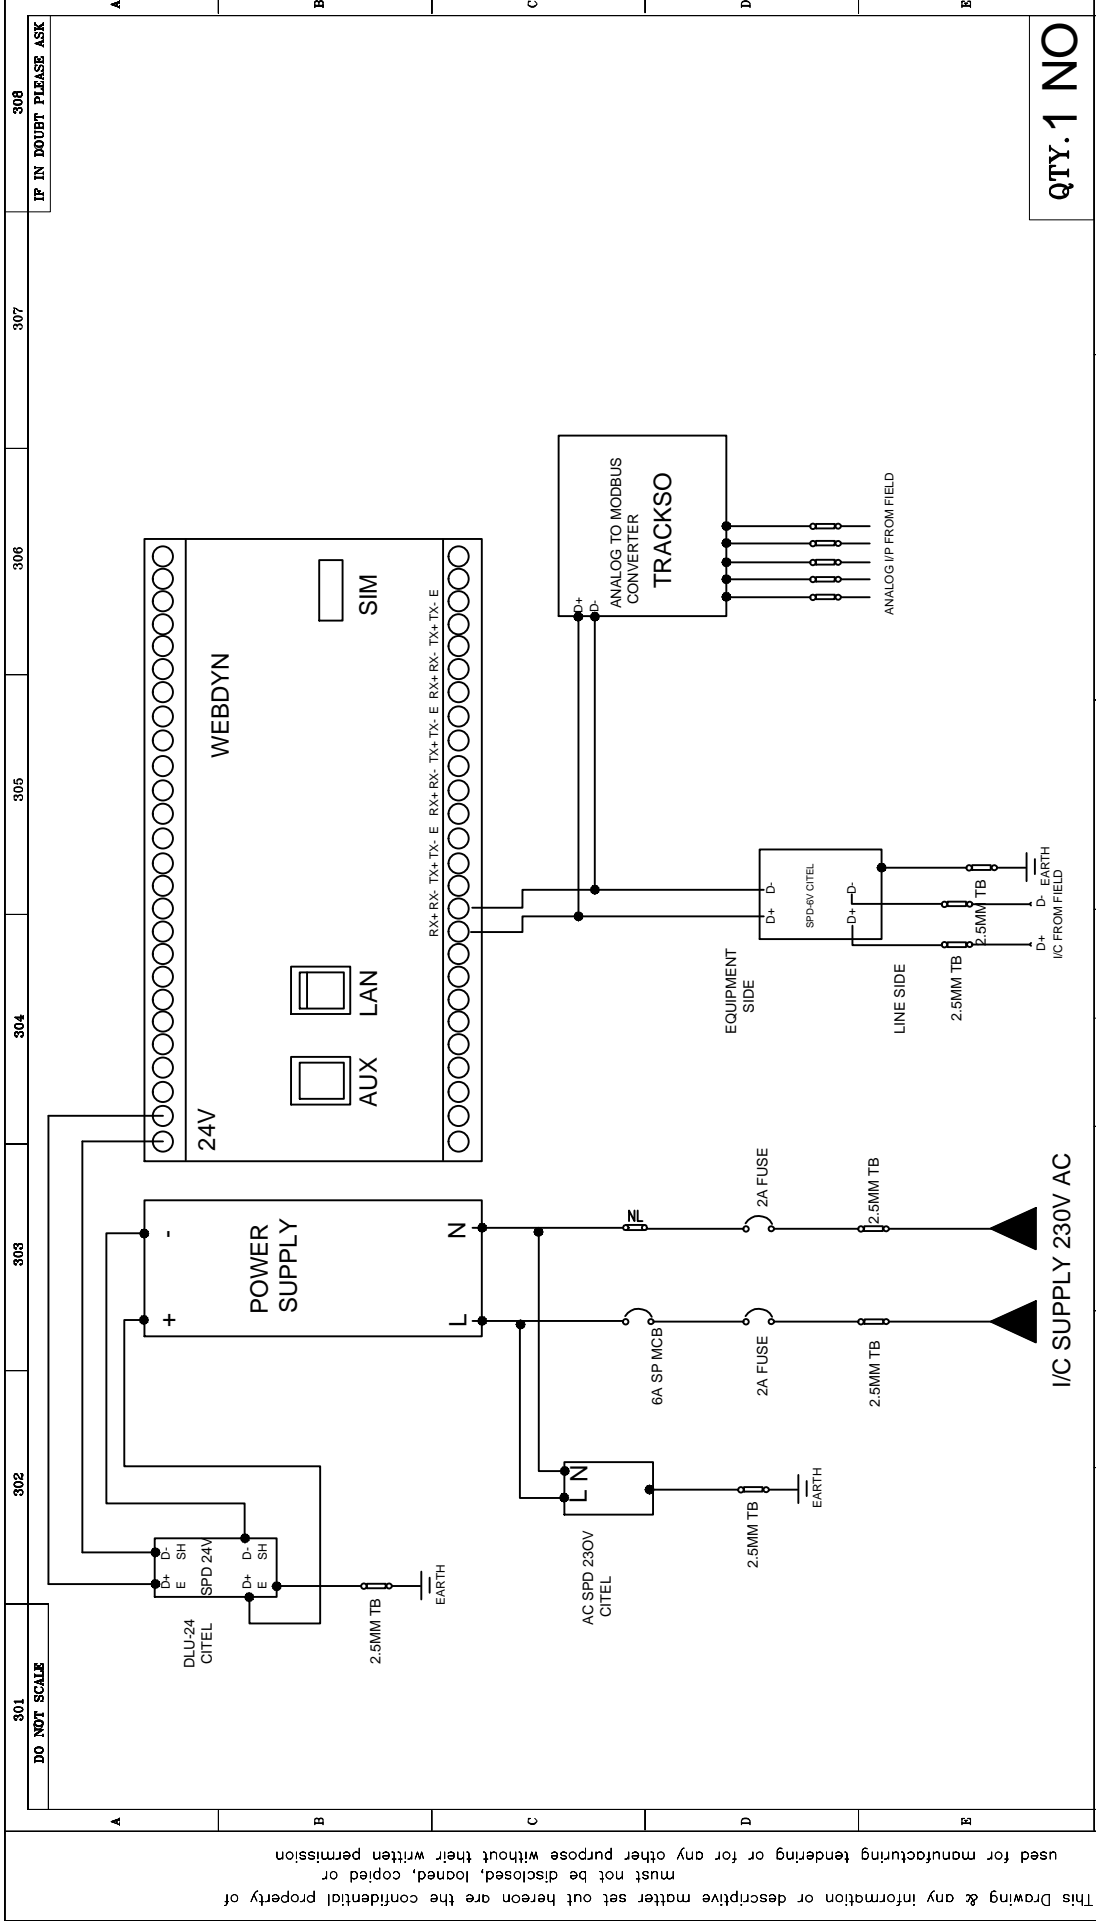 301
302
303
304
305
306
307
308
DO NOT SCALE
IF IN DOUBT PLEASE ASK
A
B
C
D
E
A
B
C
D
E
DLU-24
CITEL
D+ D-
E SH
SPD 24V
D+ D-
E SH
2.5MM TB
EARTH
+ -
POWER
SUPPLY
L N
24V
WEBDYN
AUX
LAN
SIM
RX+ RX- TX+ TX- E RX+ RX- TX+ TX- E RX+ RX- TX+ TX- E
AC SPD 230V
CITEL
L N
2.5MM TB
EARTH
6A SP MCB
NL
2A FUSE
2A FUSE
2.5MM TB
2.5MM TB
I/C SUPPLY 230V AC
EQUIPMENT
SIDE
D+ D-
SPD-6V CITEL
D+ D-
LINE SIDE
2.5MM TB
2.5MM TB
D+ D-
EARTH
I/C FROM FIELD
D+
D-
ANALOG TO MODBUS
CONVERTER
TRACKSO
ANALOG I/P FROM FIELD
QTY. 1 NO
This Drawing & any information or descriptive matter set out hereon are the confidential property of
must not be disclosed, loaned, copied or
used for manufacturing tendering or for any other purpose without their written permission